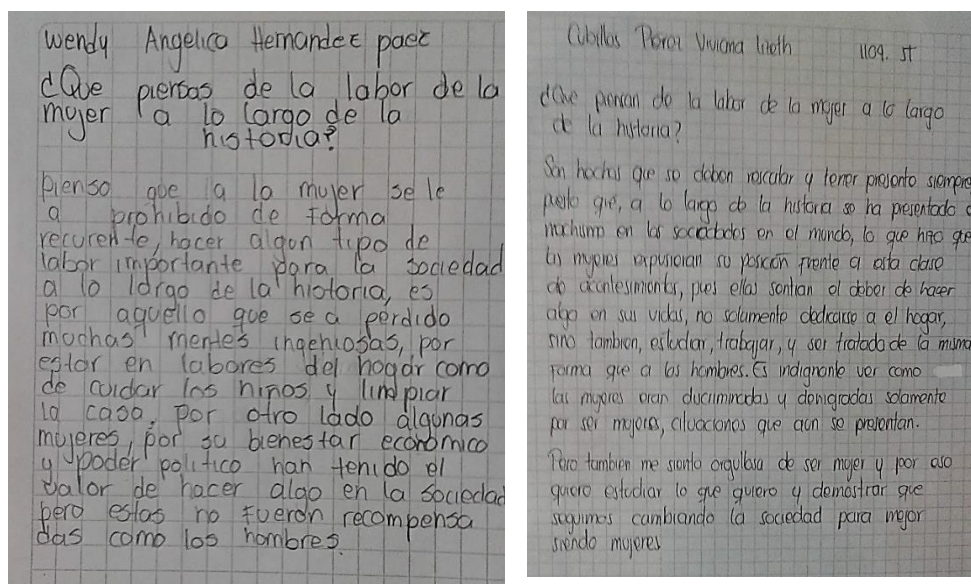 Wendy Angelica Hernandez paez
¿Que piensas de la labor de la
mujer a lo largo de la
historia?
pienso que a la mujer se le
a prohibido de forma
recurente, hacer algun tipo de
labor importante para la sociedad
a lo largo de la historia, es
por aquello que se a perdido
muchas mentes ingeniosas, por
estar en labores del hogar como
de cuidar los niños y limpiar
la casa, por otro lado algunas
mujeres, por su bienestar economico
y poder politico han tenido el
valor de hacer algo en la sociedad
pero estas no fueron recompensa
das como los hombres.
Cubillos Viviana 1109. JT
¿Que piensan de la labor de la mujer a lo largo
de la historia?
Son hechos que se deben rescatar y tener presente siempre
puesto que, a lo largo de la historia se ha presentado
machismo en las sociedades en el mundo, lo que hizo que
las mujeres expusieran su posición frente a esta clase
de acontesimientos, pues ellas sentian el deber de hacer
algo en sus vidas, no solamente dedicarse a el hogar,
sino tambien, estudiar, trabajar, y ser tratada de la misma
forma que a los hombres. Es indignante ver como
las mujeres eran discriminadas y denigradas solamente
por ser mujeres, cituaciones que aun se presentan.
Pero tambien me siento orgullosa de ser mujer y por eso
quiero estudiar lo que quiero y demostrar que
seguimos cambiando la sociedad para mejor
siendo mujeres